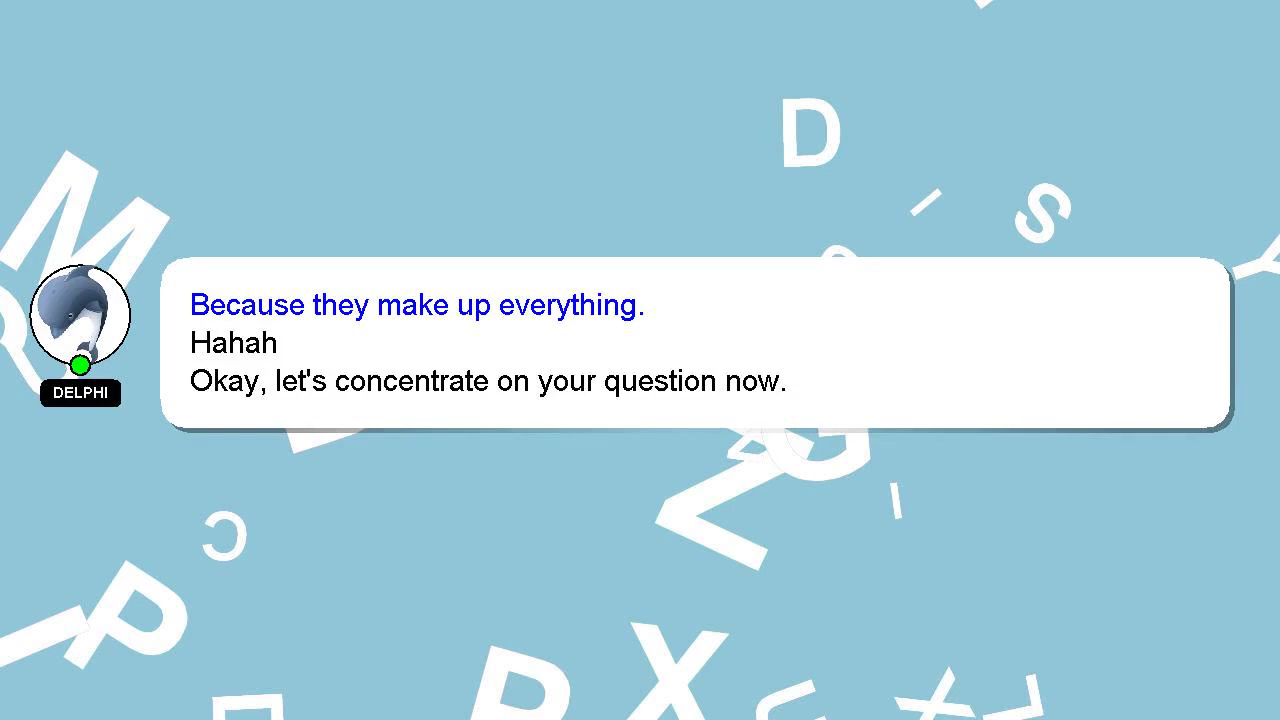 Because they make up everything.
Hahah
Okay, let's concentrate on your question now.
DELPHI
D
S
M
C
Z
G
P
X